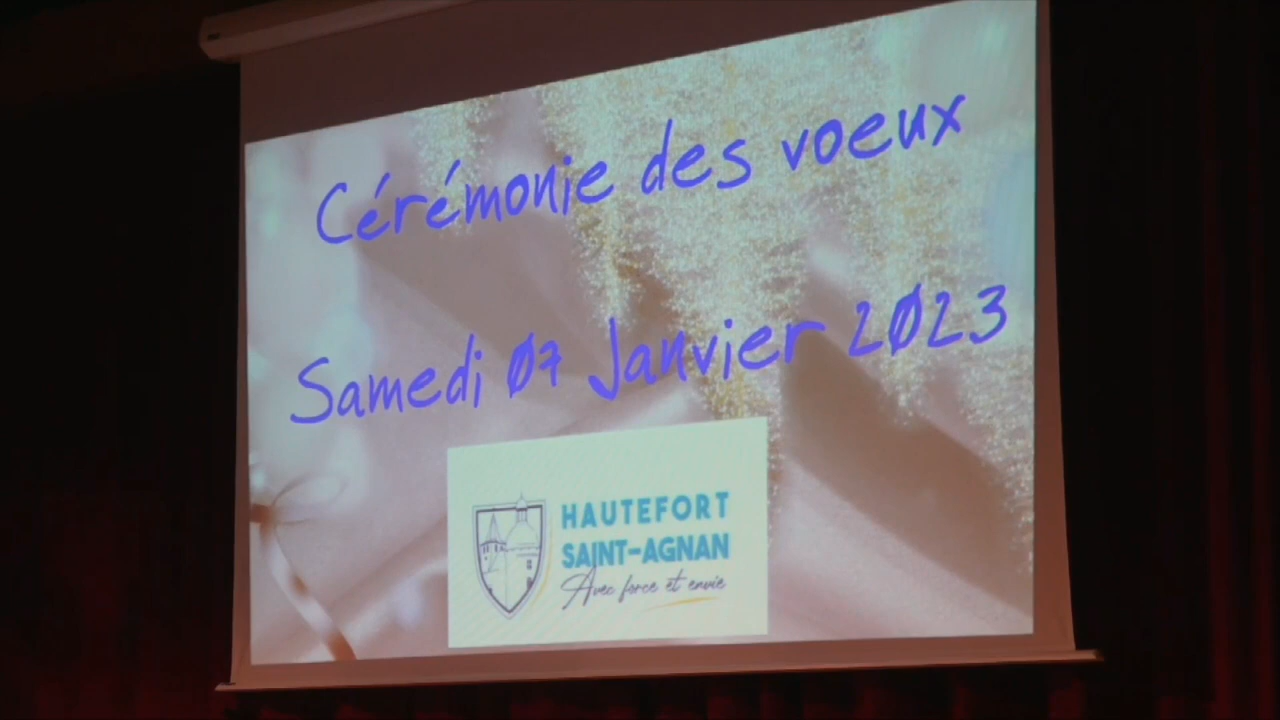 Cérémonie des voeux
Samedi 07 Janvier 2023
HAUTEFORT
SAINT-AGNAN
Avec force et envie